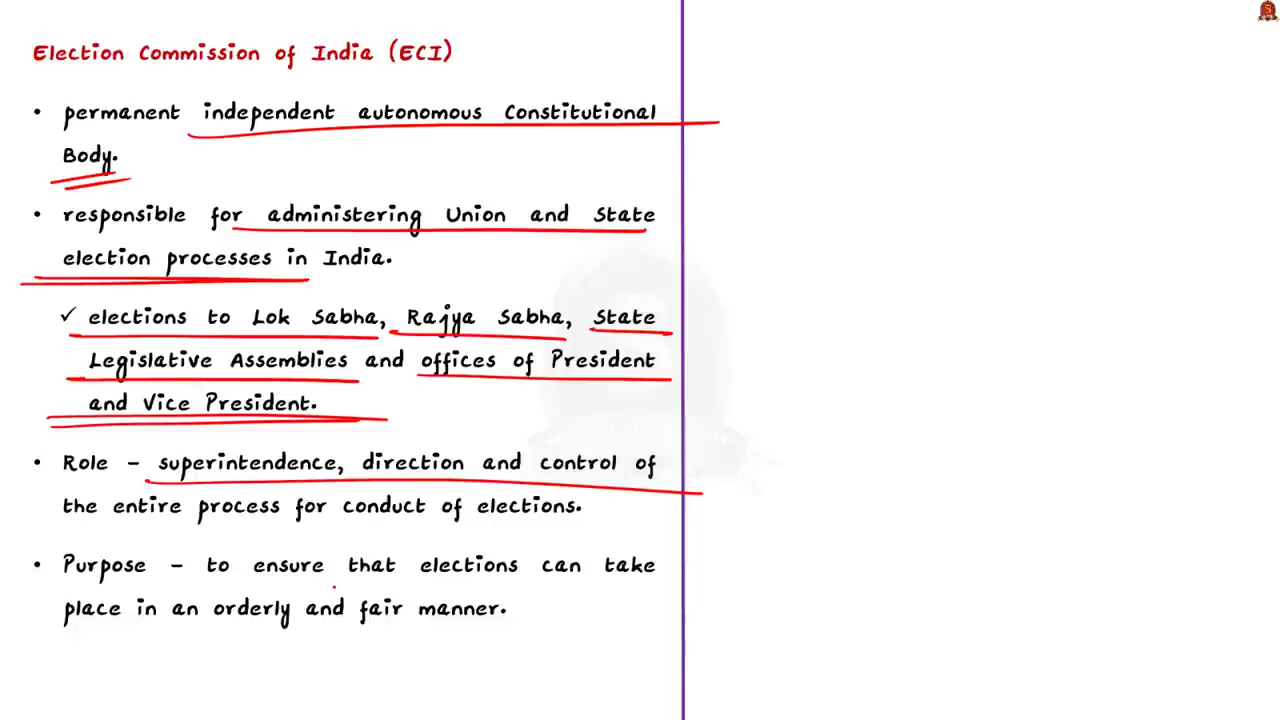 Election Commission of India (ECI)
• permanent independent autonomous Constitutional
Body.
• responsible for administering Union and State
election processes in India.
✓ elections to Lok Sabha, Rajya Sabha, State
Legislative Assemblies and offices of President
and Vice President.
• Role – superintendence, direction and control of
the entire process for conduct of elections.
• Purpose – to ensure that elections can take
place in an orderly and fair manner.